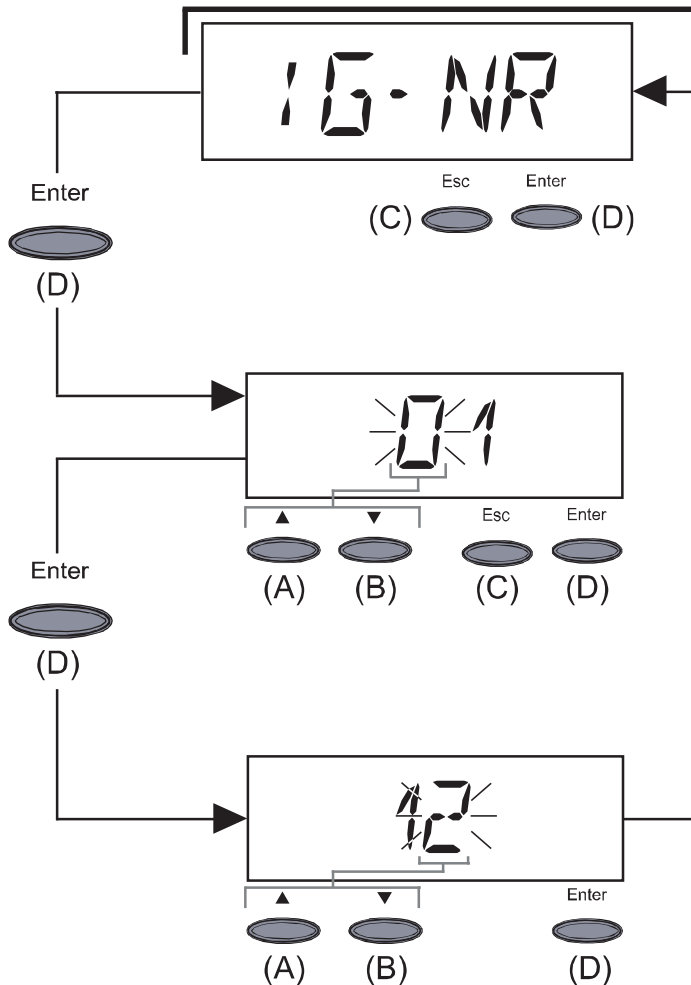 IG-NR
Enter
(D)
Esc Enter
(C) (D)
01
▲ ▼ Esc Enter
(A) (B) (C) (D)
Enter
(D)
12
▲ ▼ Enter
(A) (B) (D)